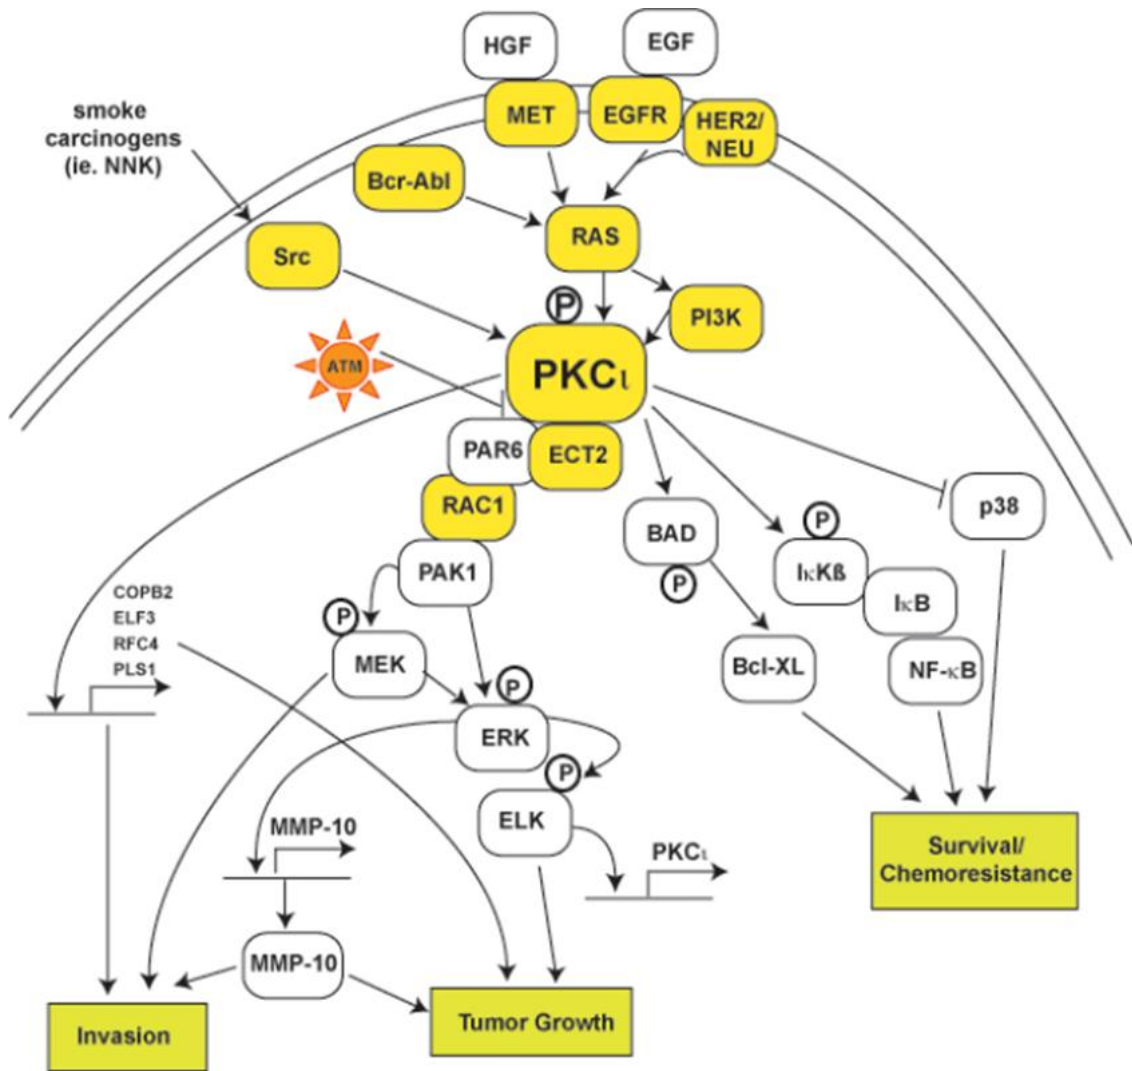 HGF
EGF
smoke
carcinogens
(ie. NNK)
MET
EGFR
HER2/
NEU
Bcr-Abl
RAS
Src
P
PI3K
ATM
PKCι
PAR6
ECT2
RAC1
p38
BAD
P
P
IκKß
PAK1
IκB
COPB2
ELF3
RFC4
PLS1
P
MEK
Bcl-XL
NF-κB
P
ERK
P
ELK
MMP-10
PKCι
Survival/
Chemoresistance
MMP-10
Invasion
Tumor Growth